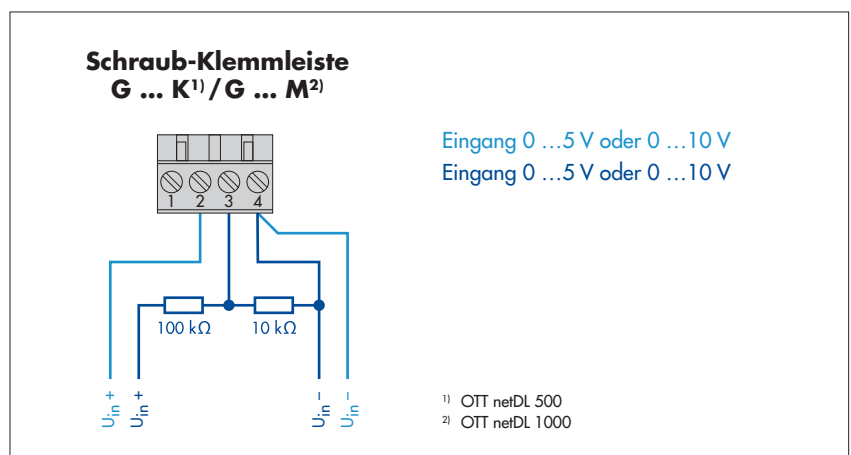 Schraub-Klemmleiste
G ... K¹⁾/G ... M²⁾
Eingang 0 …5 V oder 0 …10 V
Eingang 0 …5 V oder 0 …10 V
1 2 3 4
100 kΩ 10 kΩ
Uin + Uin + Uin – Uin –
¹⁾ OTT netDL 500
²⁾ OTT netDL 1000